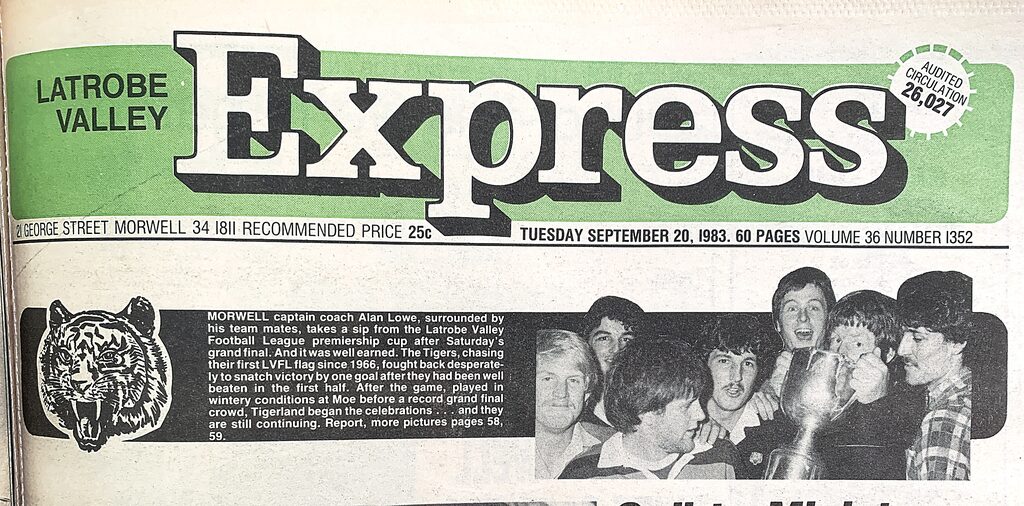 LATROBE
VALLEY
Express
AUDITED
CIRCULATION
26,027
GEORGE STREET MORWELL 34 1811 RECOMMENDED PRICE 25c
TUESDAY SEPTEMBER 20, 1983. 60 PAGES VOLUME 36 NUMBER 1352
MORWELL captain coach Alan Lowe, surrounded by
his team mates, takes a sip from the Latrobe Valley
Football League premiership cup after Saturday's
grand final. And it was well earned. The Tigers, chasing
their first LVFL flag since 1966, fought back desperate-
ly to snatch victory by one goal after they had been well
beaten in the first half. After the game, played in
wintery conditions at Moe before a record grand final
crowd, Tigerland began the celebrations . . . and they
are still continuing. Report, more pictures pages 58,
59.